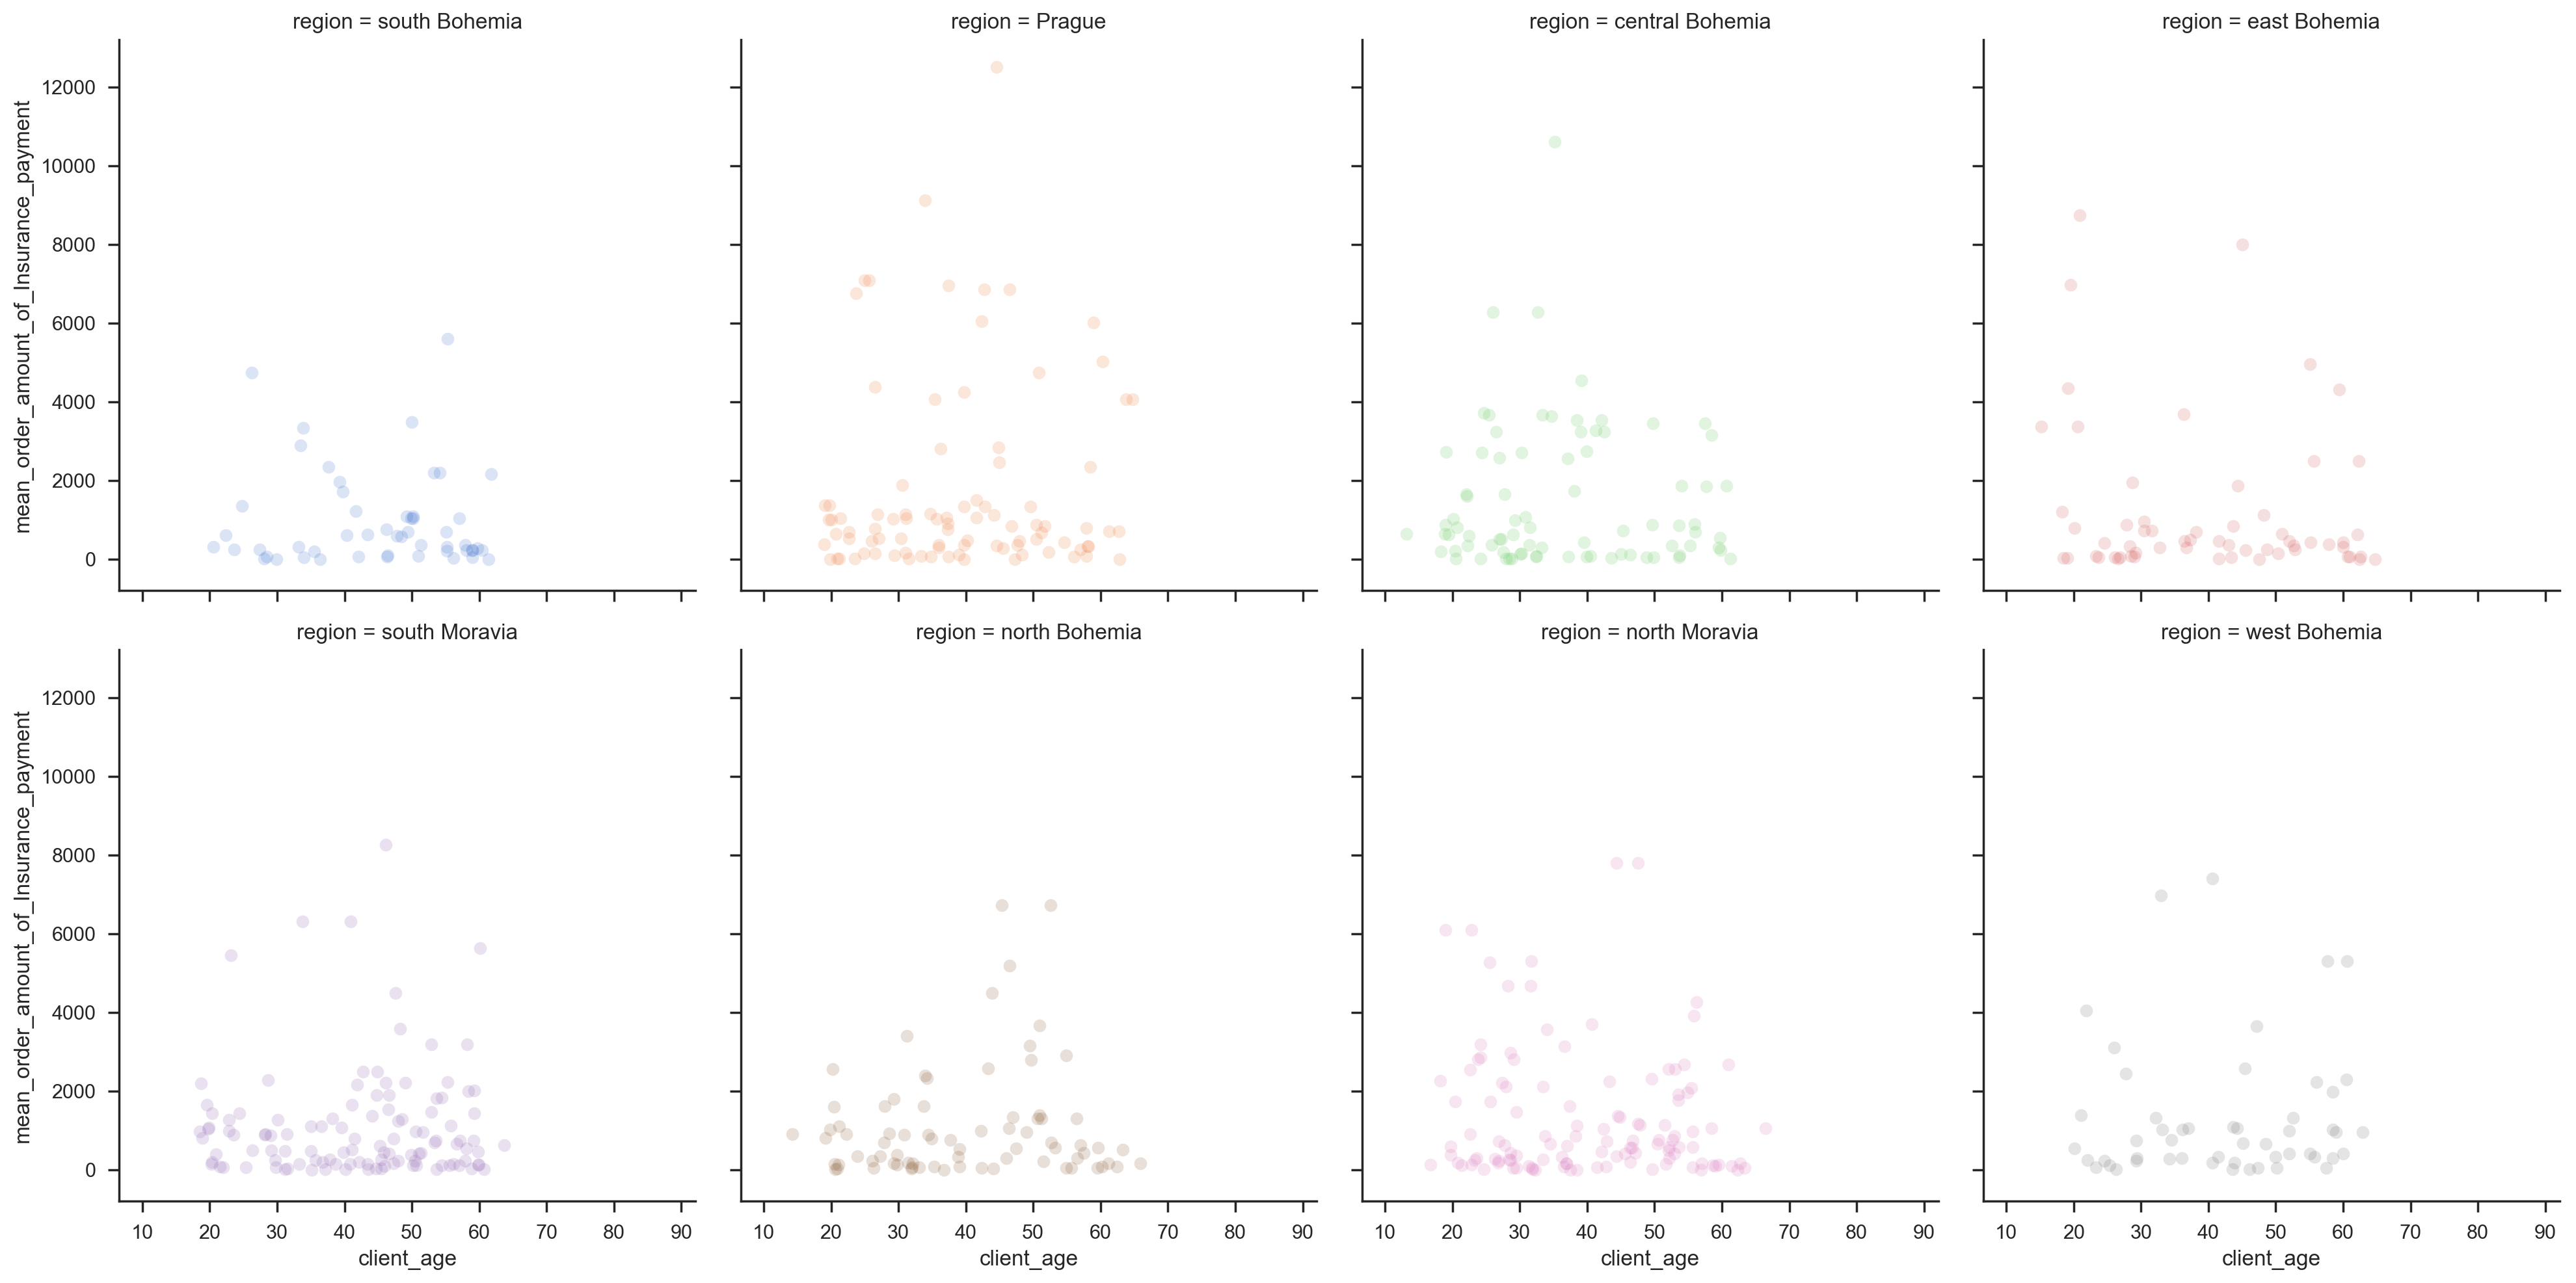 region = south Bohemia
region = Prague
region = central Bohemia
region = east Bohemia
mean_order_amount_of_Insurance_payment
12000
10000
8000
6000
4000
2000
0
region = south Moravia
region = north Bohemia
region = north Moravia
region = west Bohemia
mean_order_amount_of_Insurance_payment
12000
10000
8000
6000
4000
2000
0
10 20 30 40 50 60 70 80 90
10 20 30 40 50 60 70 80 90
10 20 30 40 50 60 70 80 90
10 20 30 40 50 60 70 80 90
client_age
client_age
client_age
client_age